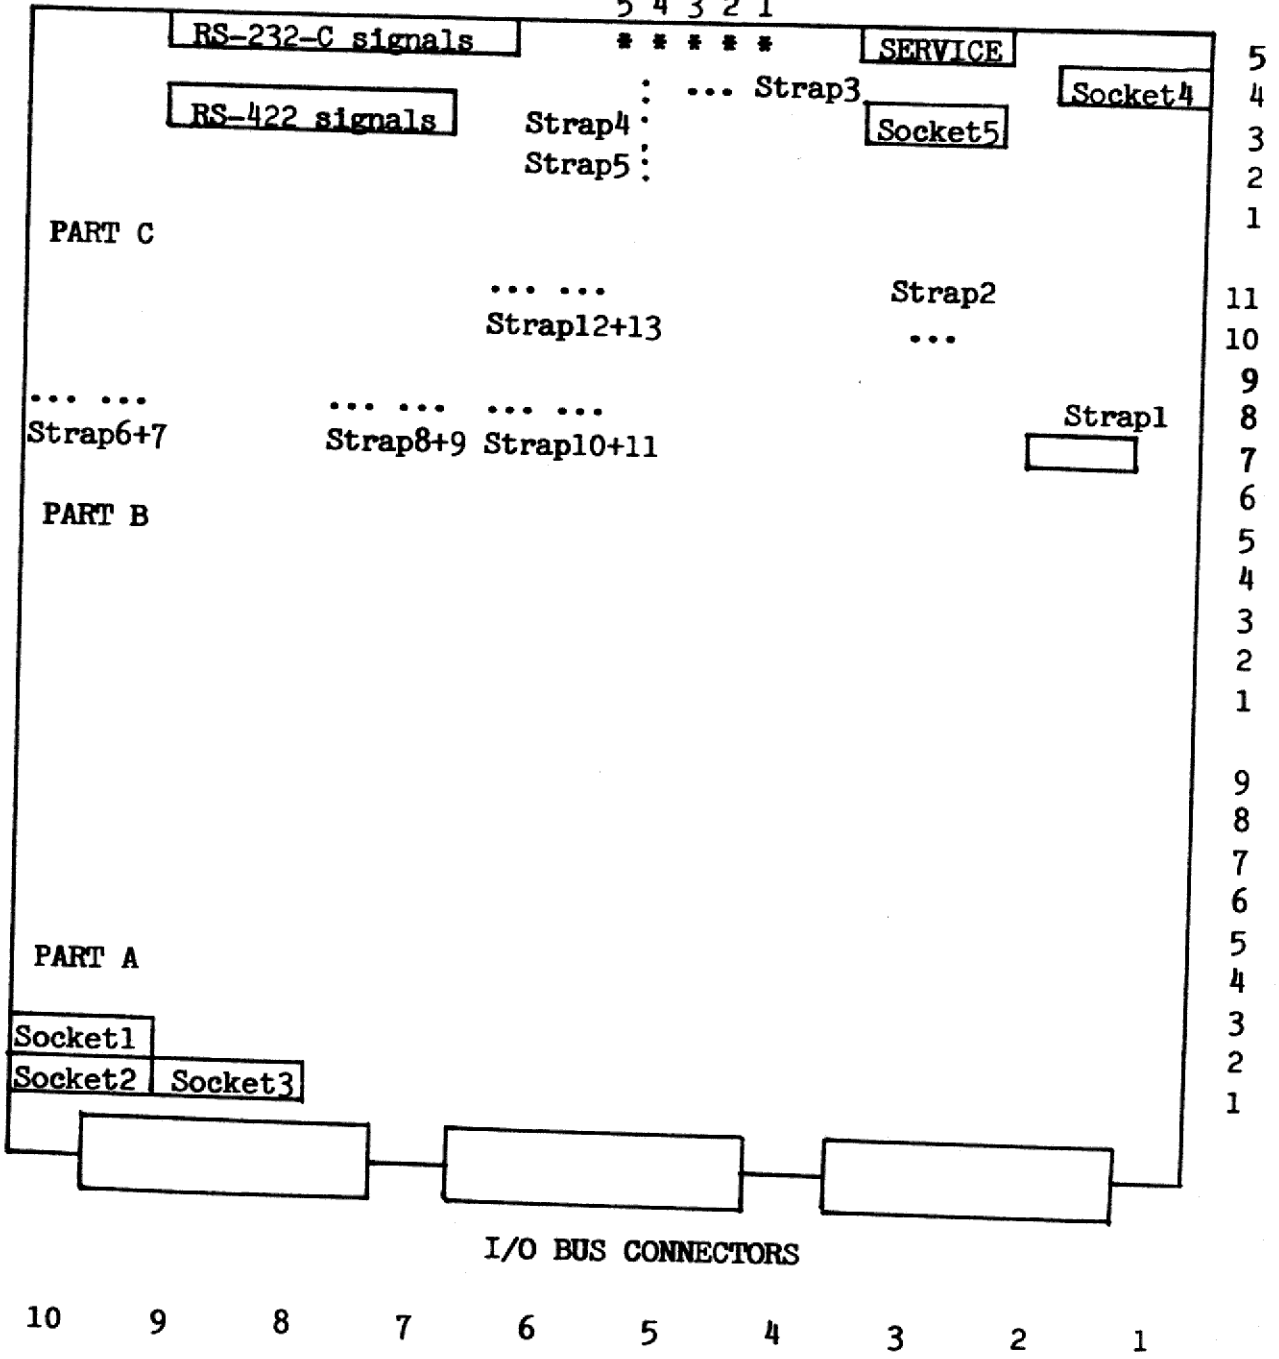 5 4 3 2 1
RS-232-C signals
* * * * *
SERVICE
5
... Strap3
Socket4
4
RS-422 signals
Strap4
Socket5
3
Strap5
2
PART C
1
... ...
Strap2
11
Strap12+13
...
10
9
... ...
... ...
... ...
Strap1
8
Strap6+7
Strap8+9
Strap10+11
7
PART B
6
5
4
3
2
1
9
8
7
6
PART A
5
4
Socket1
3
Socket2
Socket3
2
1
I/O BUS CONNECTORS
10 9 8 7 6 5 4 3 2 1